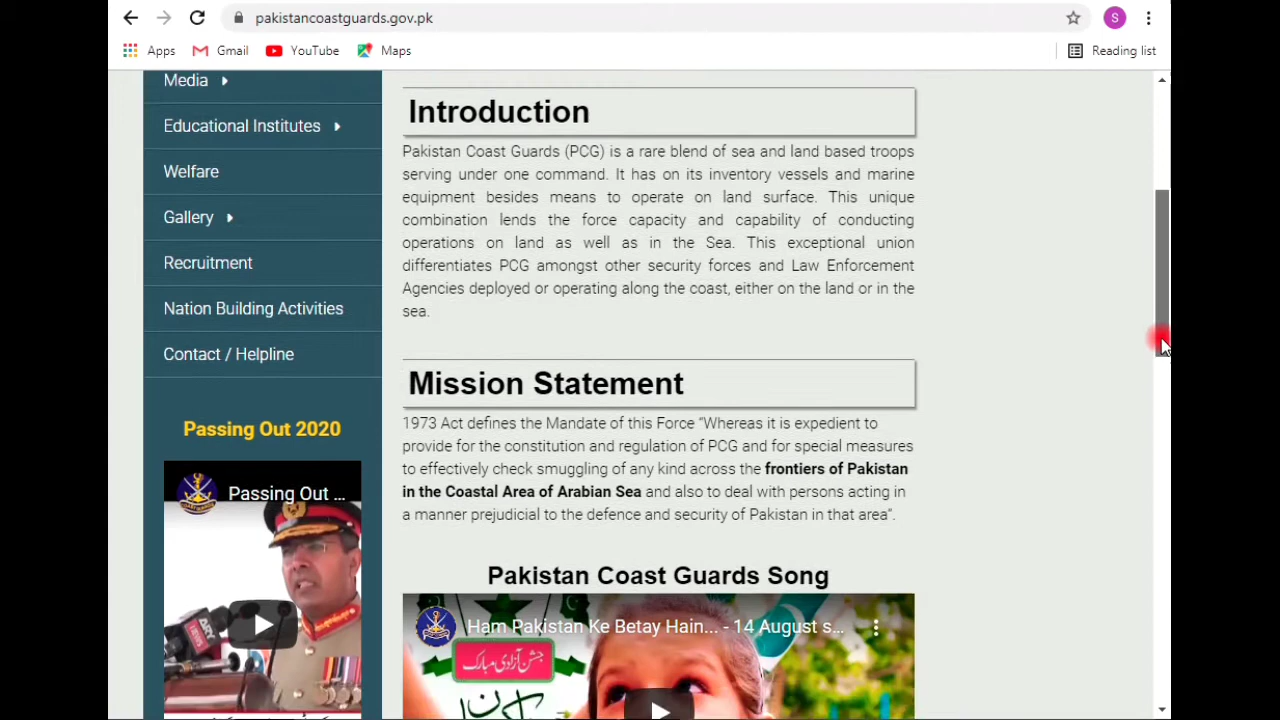 pakistancoastguards.gov.pk
S
Apps Gmail YouTube Maps Reading list
Media
Educational Institutes
Welfare
Gallery
Recruitment
Nation Building Activities
Contact / Helpline
Passing Out 2020
Passing Out ...
ARY
NEWS
Introduction
Pakistan Coast Guards (PCG) is a rare blend of sea and land based troops
serving under one command. It has on its inventory vessels and marine
equipment besides means to operate on land surface. This unique
combination lends the force capacity and capability of conducting
operations on land as well as in the Sea. This exceptional union
differentiates PCG amongst other security forces and Law Enforcement
Agencies deployed or operating along the coast, either on the land or in the
sea.
Mission Statement
1973 Act defines the Mandate of this Force “Whereas it is expedient to
provide for the constitution and regulation of PCG and for special measures
to effectively check smuggling of any kind across the frontiers of Pakistan
in the Coastal Area of Arabian Sea and also to deal with persons acting in
a manner prejudicial to the defence and security of Pakistan in that area”.
Pakistan Coast Guards Song
Ham Pakistan Ke Betay Hain... - 14 August s...
جشن آزادی مبارک